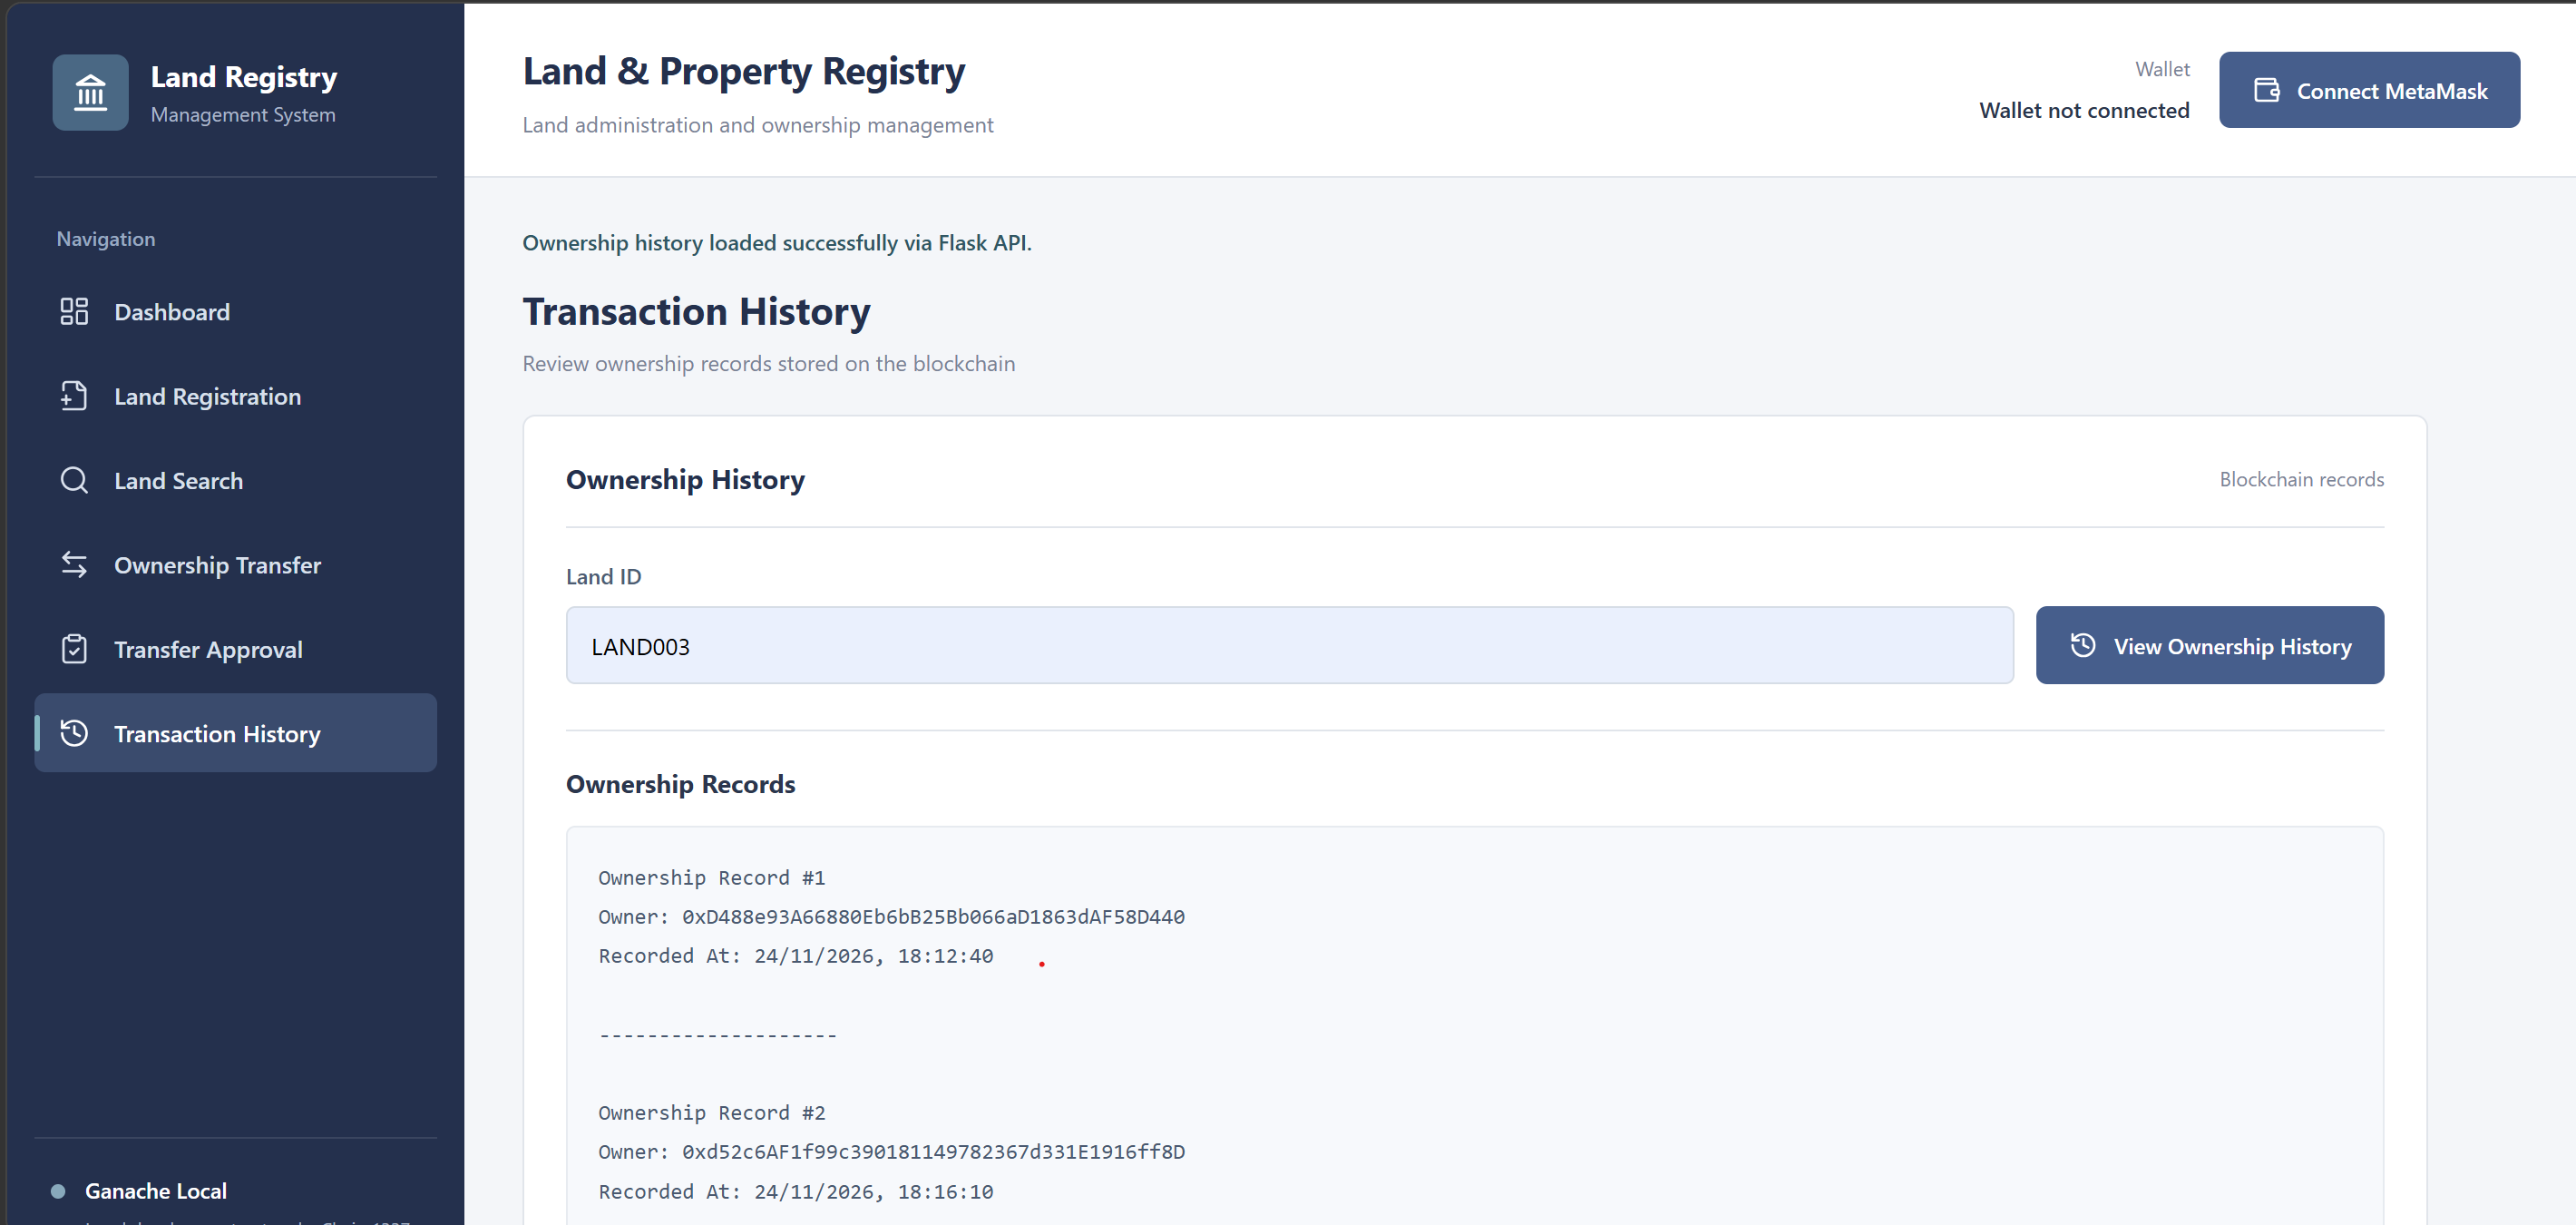 Land Registry
Management System
Navigation
Dashboard
Land Registration
Land Search
Ownership Transfer
Transfer Approval
Transaction History
Ganache Local
Land & Property Registry
Land administration and ownership management
Wallet
Wallet not connected
Connect MetaMask
Ownership history loaded successfully via Flask API.
Transaction History
Review ownership records stored on the blockchain
Ownership History
Blockchain records
Land ID
LAND003
View Ownership History
Ownership Records
Ownership Record #1
Owner: 0xD488e93A66880Eb6bB25Bb066aD1863dAF58D440
Recorded At: 24/11/2026, 18:12:40
--------------------
Ownership Record #2
Owner: 0xd52c6AF1f99c390181149782367d331E1916ff8D
Recorded At: 24/11/2026, 18:16:10